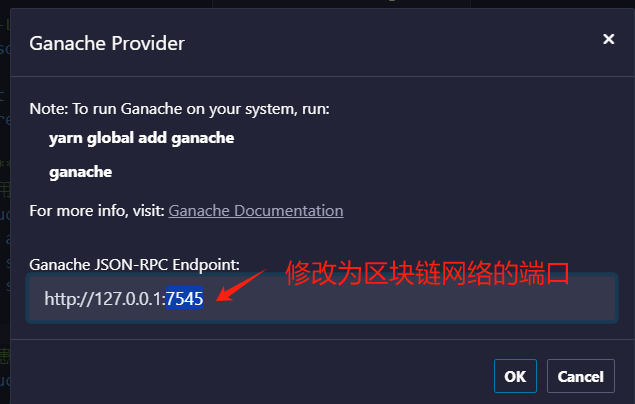 Ganache Provider
Note: To run Ganache on your system, run:
yarn global add ganache
ganache
For more info, visit: Ganache Documentation
Ganache JSON-RPC Endpoint:
修改为区块链网络的端口
http://127.0.0.1:7545
OK Cancel